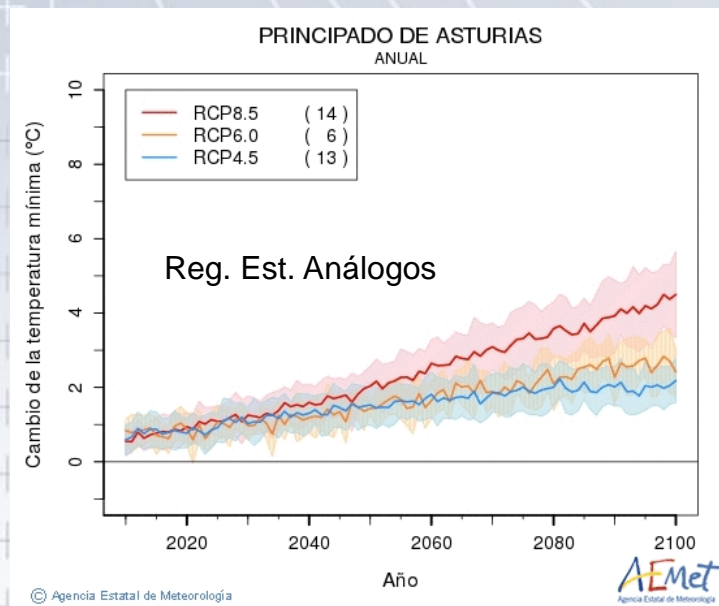 PRINCIPADO DE ASTURIAS
ANUAL
RCP8.5 ( 14 )
RCP6.0 ( 6 )
RCP4.5 ( 13 )
Reg. Est. Análogos
Cambio de la temperatura mínima (ºC)
10
8
6
4
2
0
2020 2040 2060 2080 2100
Año
© Agencia Estatal de Meteorología
AEMet
Agencia Estatal de Meteorología